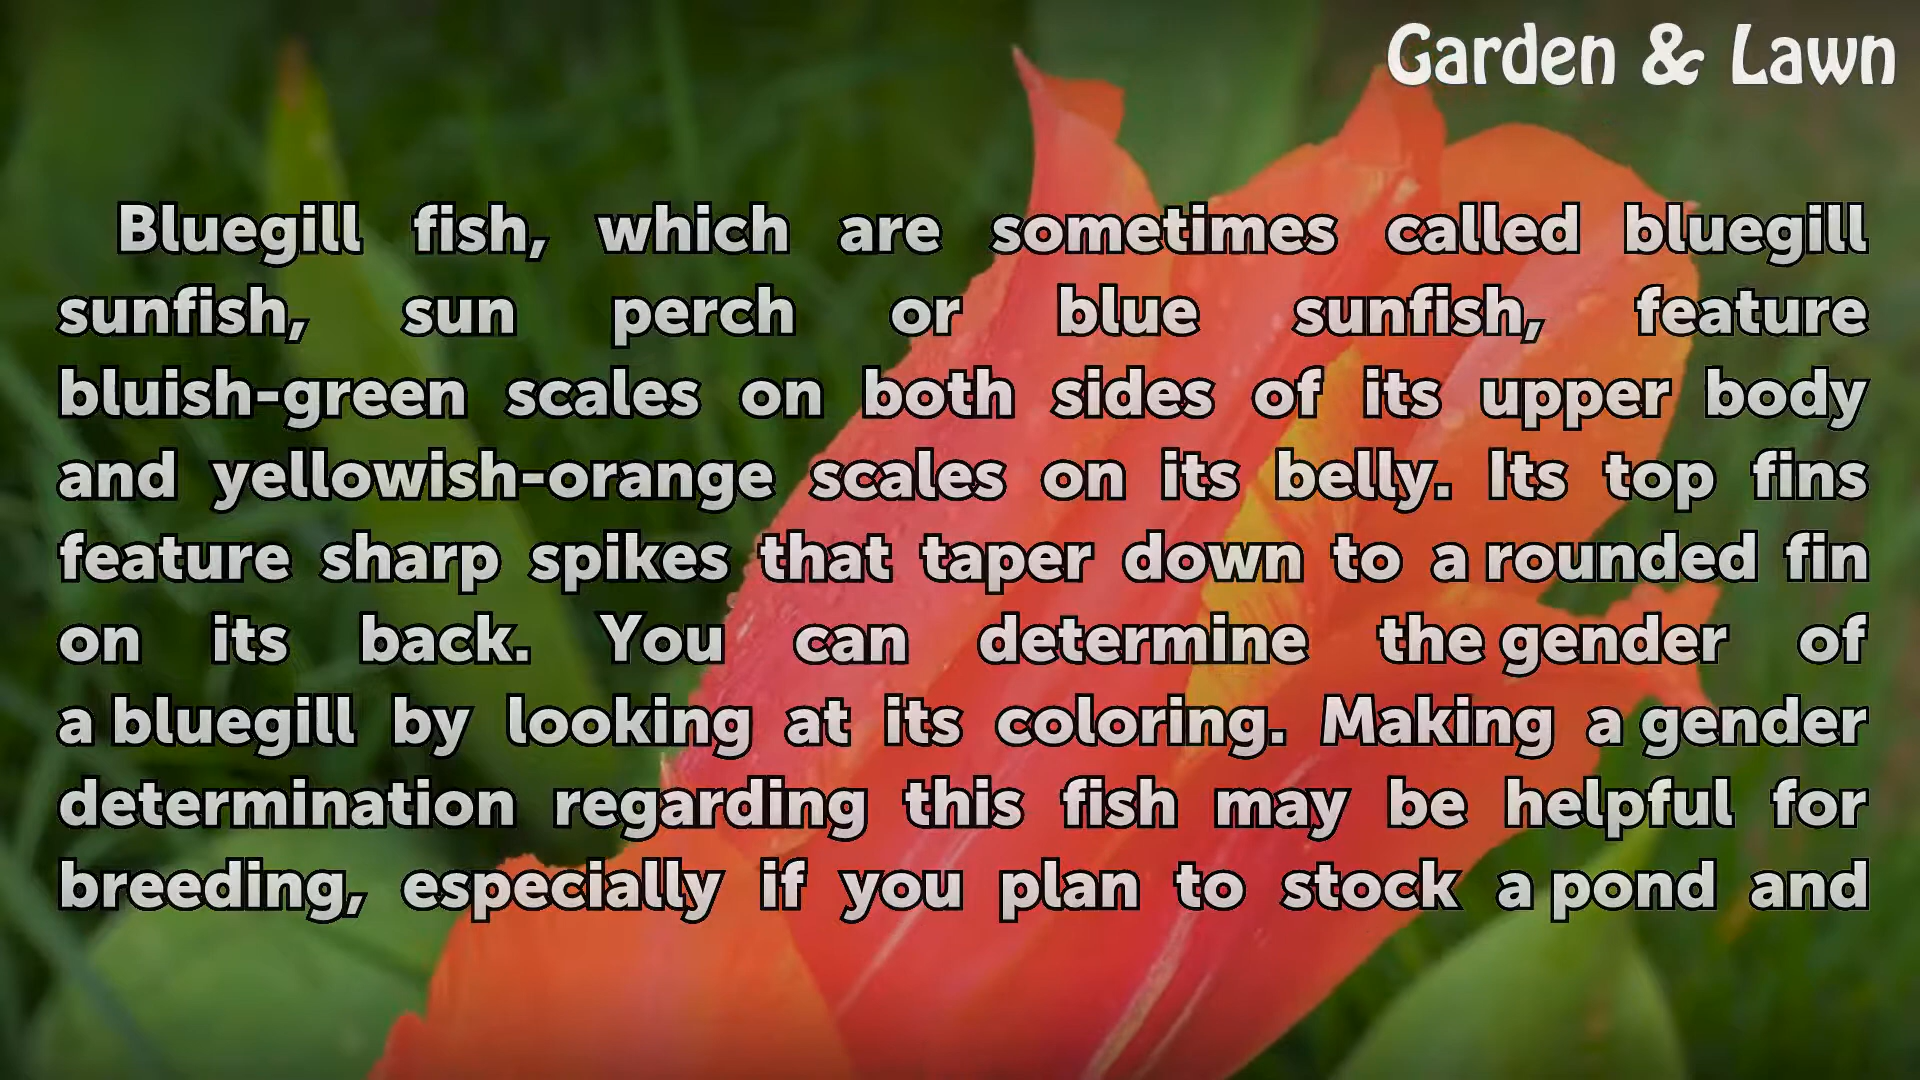 Garden & Lawn
Bluegill fish, which are sometimes called bluegill
sunfish, sun perch or blue sunfish, feature
bluish-green scales on both sides of its upper body
and yellowish-orange scales on its belly. Its top fins
feature sharp spikes that taper down to a rounded fin
on its back. You can determine the gender of
a bluegill by looking at its coloring. Making a gender
determination regarding this fish may be helpful for
breeding, especially if you plan to stock a pond and